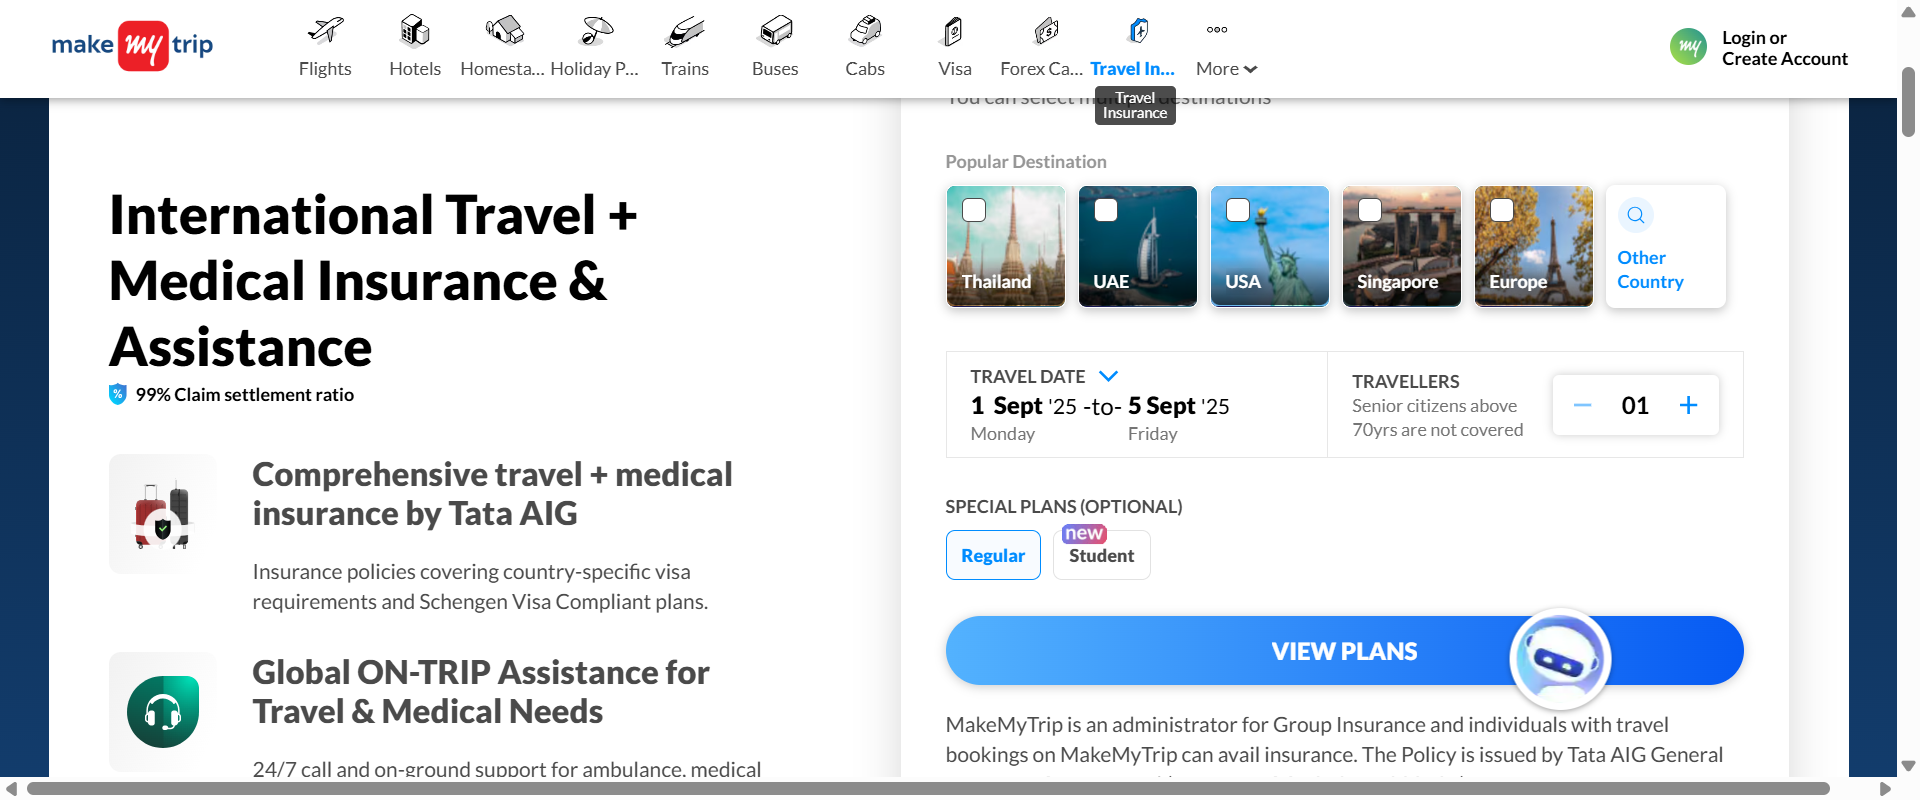 make my trip
Flights
Hotels
Homesta...
Holiday P...
Trains
Buses
Cabs
Visa
Forex Ca...
Travel In...
More
my
Login or
Create Account
Travel
Insurance
You can select multiple destinations
International Travel +
Medical Insurance &
Assistance
99% Claim settlement ratio
Comprehensive travel + medical
insurance by Tata AIG
Insurance policies covering country-specific visa
requirements and Schengen Visa Compliant plans.
Global ON-TRIP Assistance for
Travel & Medical Needs
24/7 call and on-ground support for ambulance, medical
Popular Destination
Thailand
UAE
USA
Singapore
Europe
Other
Country
TRAVEL DATE
1 Sept '25 -to- 5 Sept '25
Monday
Friday
TRAVELLERS
Senior citizens above
70yrs are not covered
01
SPECIAL PLANS (OPTIONAL)
Regular
new
Student
VIEW PLANS
MakeMyTrip is an administrator for Group Insurance and individuals with travel
bookings on MakeMyTrip can avail insurance. The Policy is issued by Tata AIG General